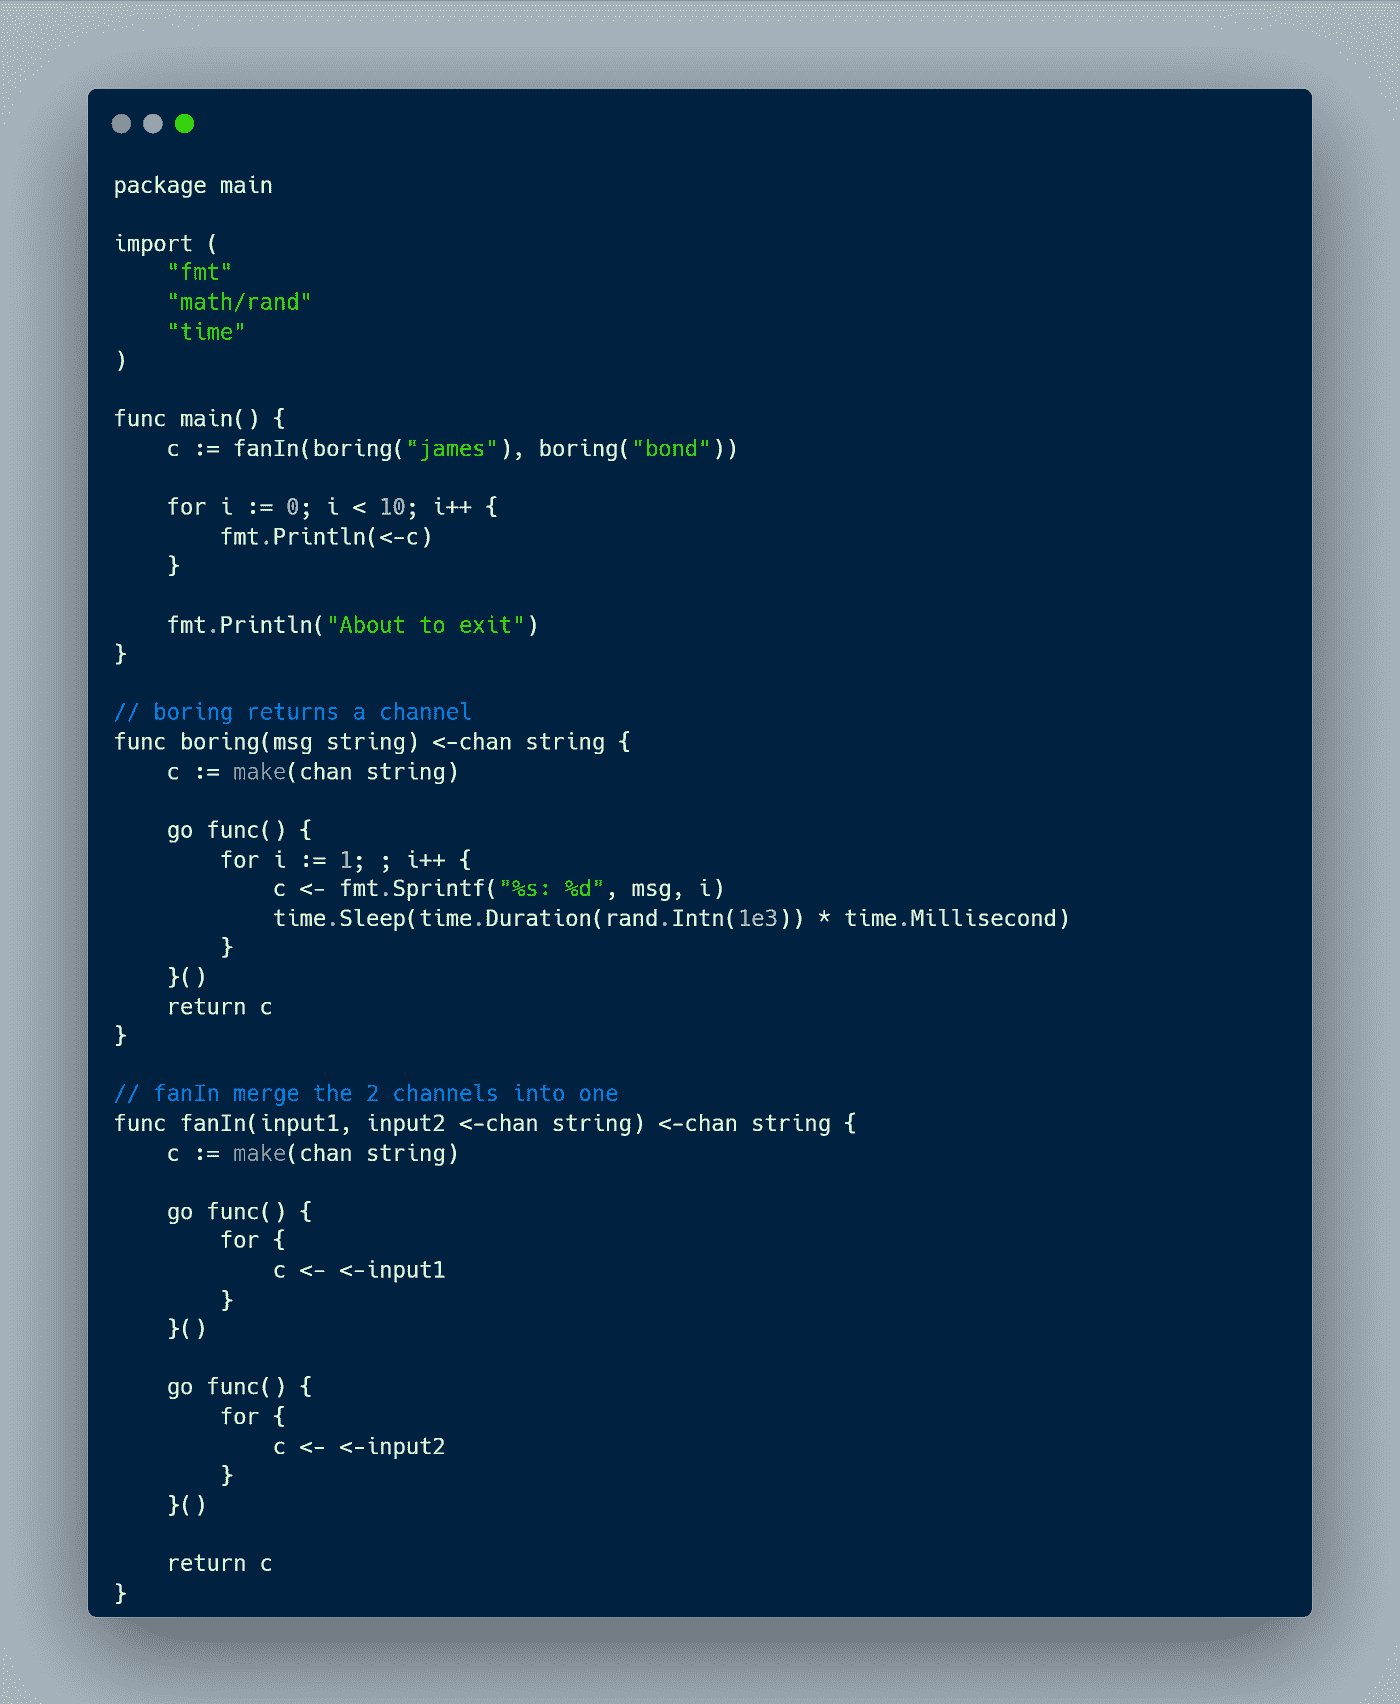 package main

import (
    "fmt"
    "math/rand"
    "time"
)

func main() {
    c := fanIn(boring("james"), boring("bond"))

    for i := 0; i < 10; i++ {
        fmt.Println(<-c)
    }

    fmt.Println("About to exit")
}

// boring returns a channel
func boring(msg string) <-chan string {
    c := make(chan string)

    go func() {
        for i := 1; ; i++ {
            c <- fmt.Sprintf("%s: %d", msg, i)
            time.Sleep(time.Duration(rand.Intn(1e3)) * time.Millisecond)
        }
    }()
    return c
}

// fanIn merge the 2 channels into one
func fanIn(input1, input2 <-chan string) <-chan string {
    c := make(chan string)

    go func() {
        for {
            c <- <-input1
        }
    }()

    go func() {
        for {
            c <- <-input2
        }
    }()

    return c
}